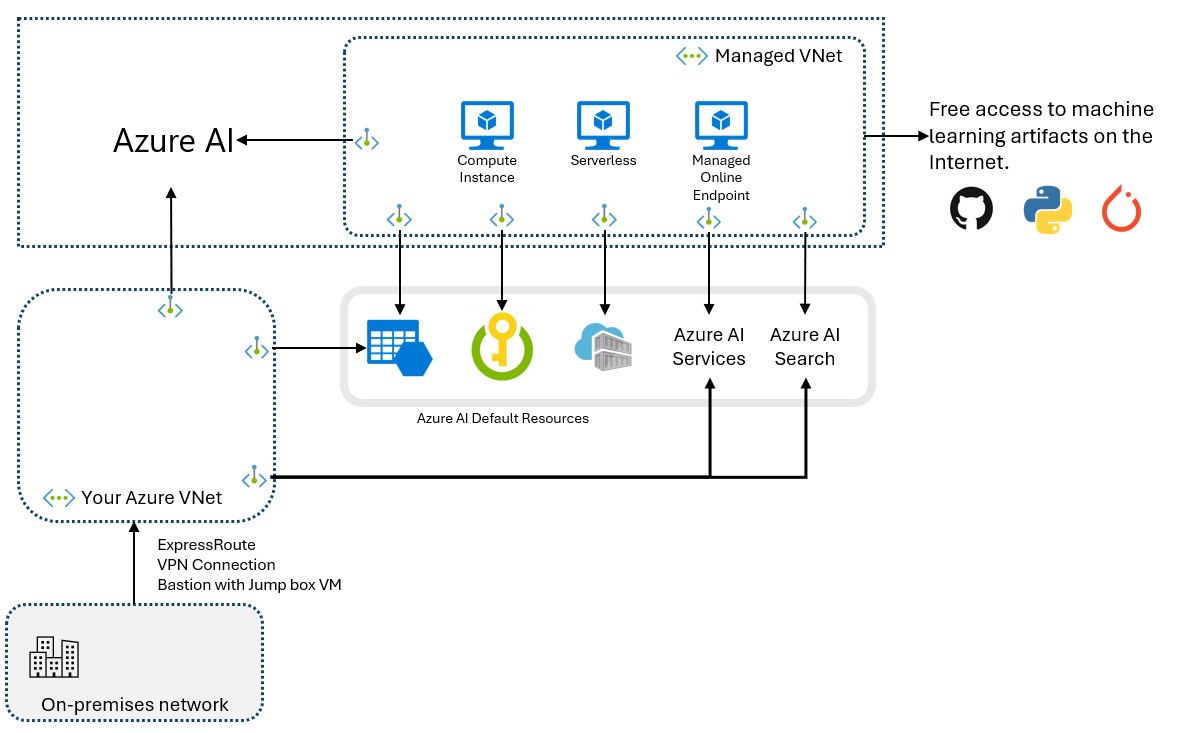 Managed VNet
Azure AI
Compute
Instance
Serverless
Managed
Online
Endpoint
Free access to machine
learning artifacts on the
Internet.
Azure AI
Services
Azure AI
Search
Azure AI Default Resources
Your Azure VNet
ExpressRoute
VPN Connection
Bastion with Jump box VM
On-premises network